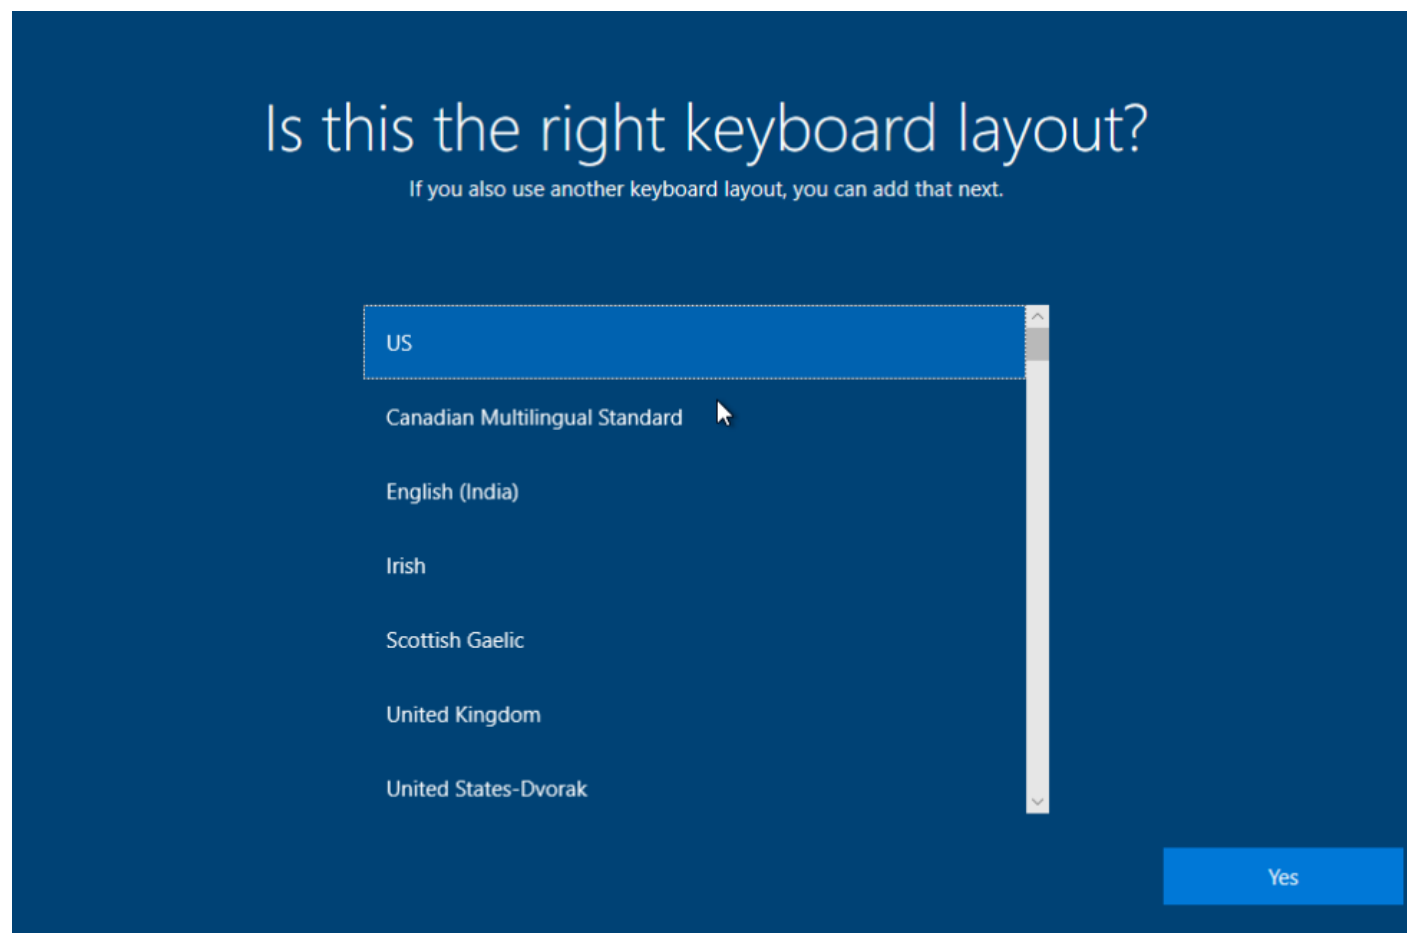 Is this the right keyboard layout?
If you also use another keyboard layout, you can add that next.
US
Canadian Multilingual Standard
English (India)
Irish
Scottish Gaelic
United Kingdom
United States-Dvorak
Yes